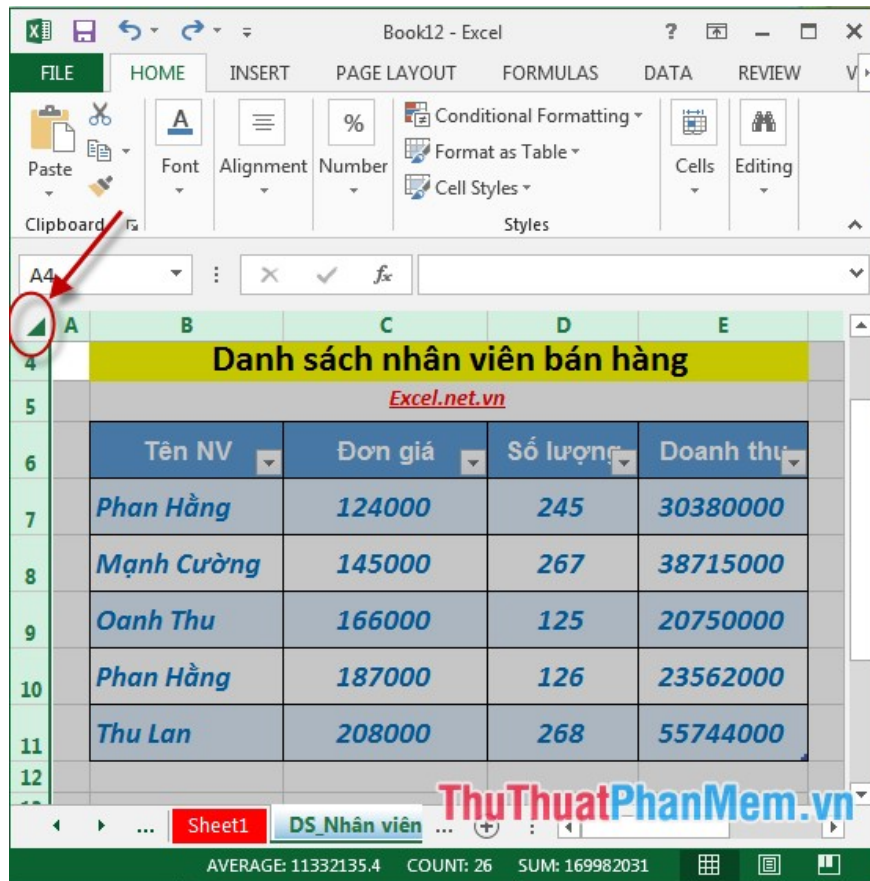 Book12 - Excel
FILE HOME INSERT PAGE LAYOUT FORMULAS DATA REVIEW V
Paste Font Alignment Number Conditional Formatting Format as Table Cell Styles Cells Editing
Clipboard Styles
A4 fx
A B C D E
4 Danh sách nhân viên bán hàng
5 Excel.net.vn
6 Tên NV Đơn giá Số lượng Doanh thu
7 Phan Hằng 124000 245 30380000
8 Mạnh Cường 145000 267 38715000
9 Oanh Thu 166000 125 20750000
10 Phan Hằng 187000 126 23562000
11 Thu Lan 208000 268 55744000
12
ThuThuatPhanMem.vn
... Sheet1 DS_Nhân viên ...
AVERAGE: 11332135.4 COUNT: 26 SUM: 169982031